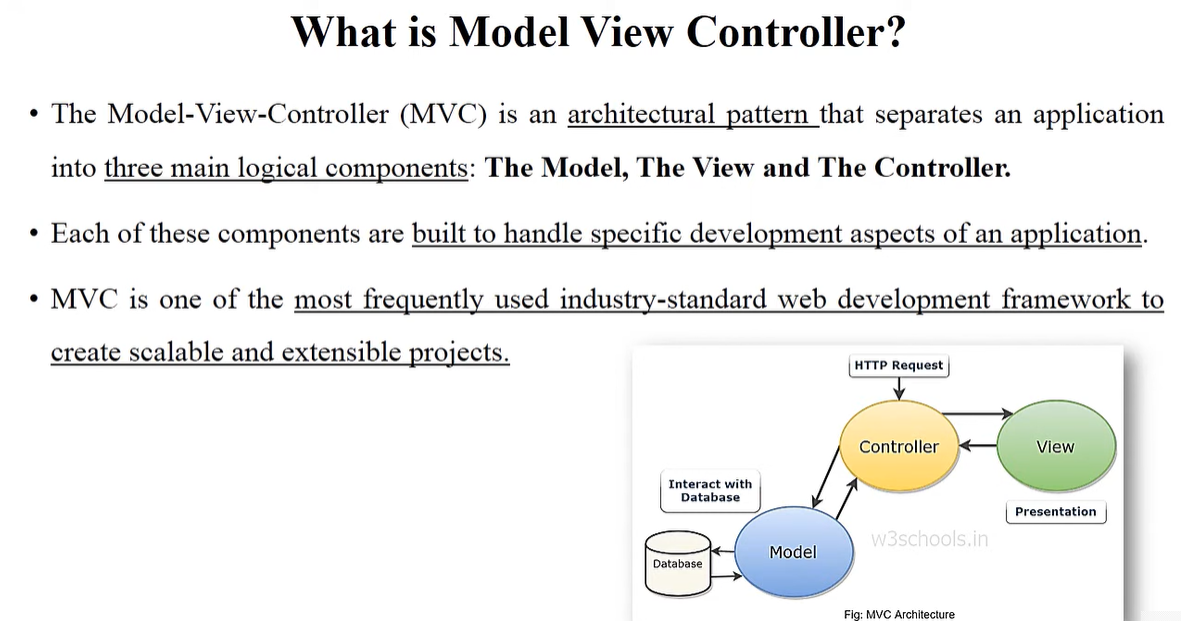 What is Model View Controller?
• The Model-View-Controller (MVC) is an architectural pattern that separates an application
into three main logical components: The Model, The View and The Controller.
• Each of these components are built to handle specific development aspects of an application.
• MVC is one of the most frequently used industry-standard web development framework to
create scalable and extensible projects.
HTTP Request
Controller
View
Interact with
Database
Presentation
w3schools.in
Model
Database
Fig: MVC Architecture